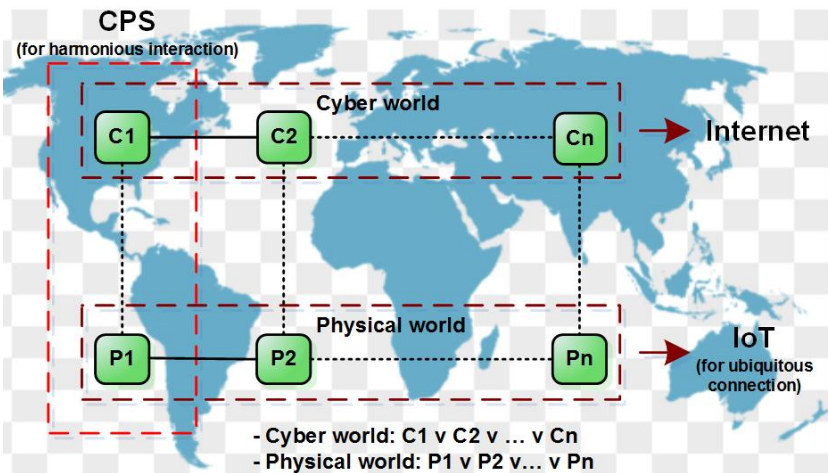 CPS
(for harmonious interaction)
Cyber world
C1
C2
Cn
Internet
Physical world
P1
P2
Pn
IoT
(for ubiquitous
connection)
- Cyber world: C1 v C2 v … v Cn
- Physical world: P1 v P2 v… v Pn